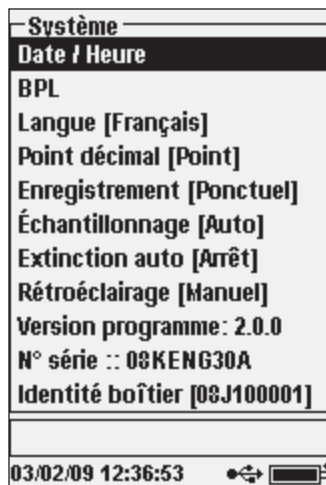 Système
Date / Heure
BPL
Langue [Français]
Point décimal [Point]
Enregistrement [Ponctuel]
Échantillonnage [Auto]
Extinction auto [Arrêt]
Rétroéclairage [Manuel]
Version programme: 2.0.0
N° série :: 08KENG30A
Identité boîtier [08J100001]
03/02/09 12:36:53